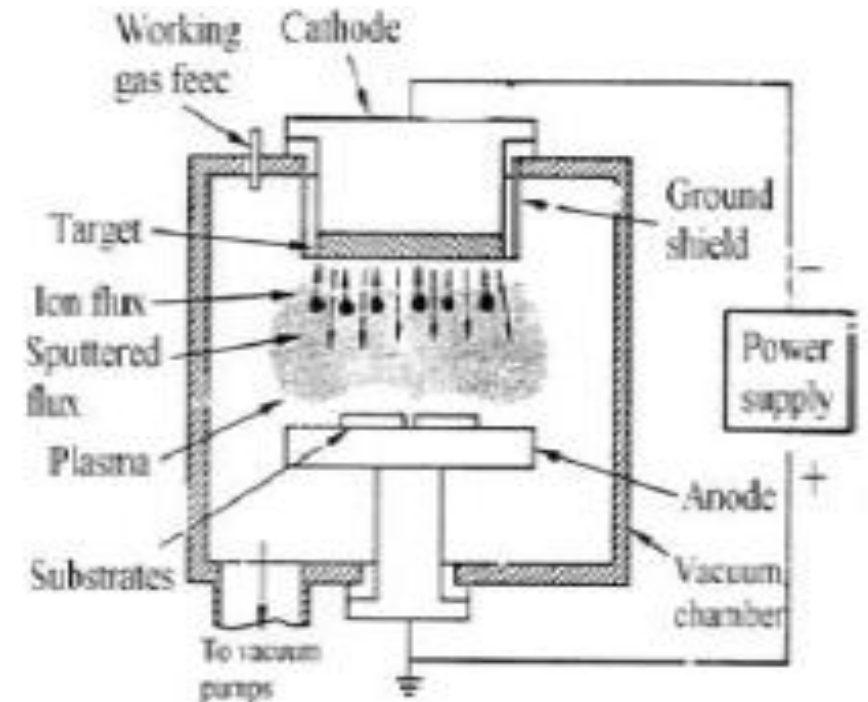 Working
gas feec
Cathode
Target
Ground
shield
Ion flux
Sputtered
flux
−
Power
supply
+
Plasma
Anode
Substrates
Vacuum
chamber
To vacuum
pumps